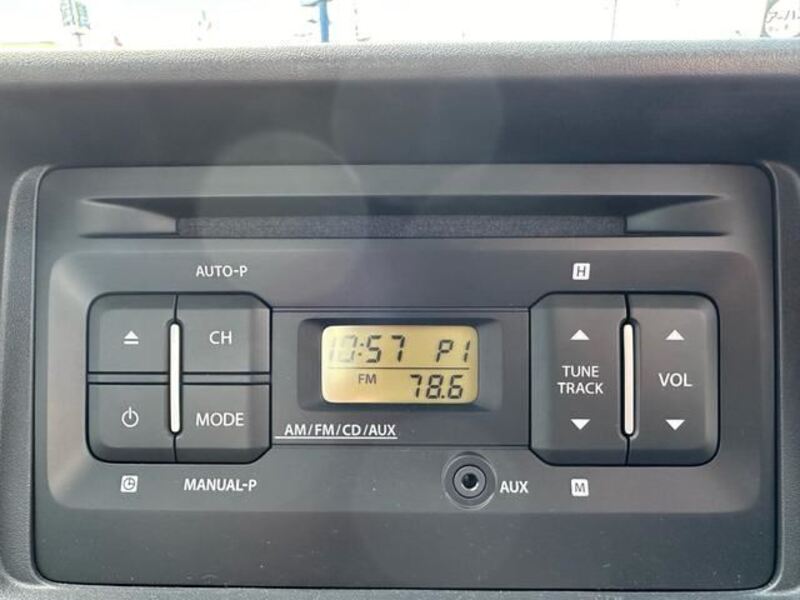 AUTO-P
H
CH
10:57 P1
FM 78.6
TUNE
TRACK
VOL
MODE
AM/FM/CD/AUX
MANUAL-P
AUX
M